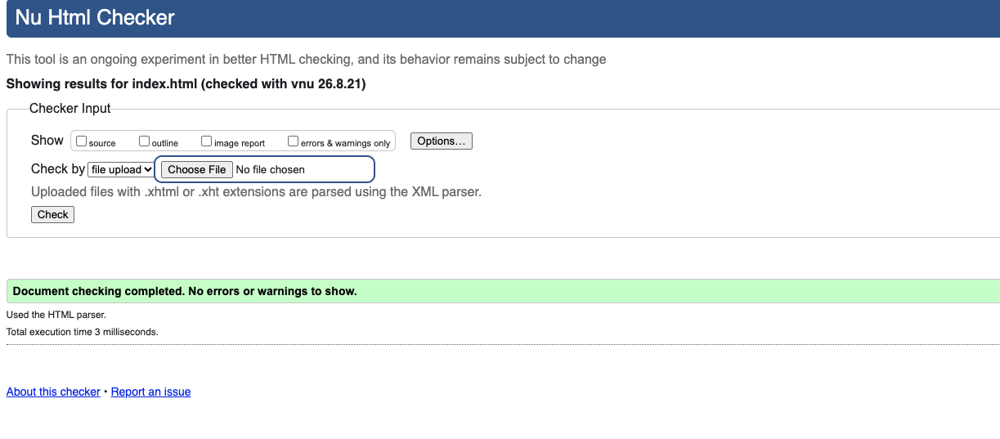 Nu Html Checker
This tool is an ongoing experiment in better HTML checking, and its behavior remains subject to change
Showing results for index.html (checked with vnu 26.8.21)
Checker Input
Show source outline image report errors & warnings only Options...
Check by file upload Choose File No file chosen
Uploaded files with .xhtml or .xht extensions are parsed using the XML parser.
Check
Document checking completed. No errors or warnings to show.
Used the HTML parser.
Total execution time 3 milliseconds.
About this checker • Report an issue